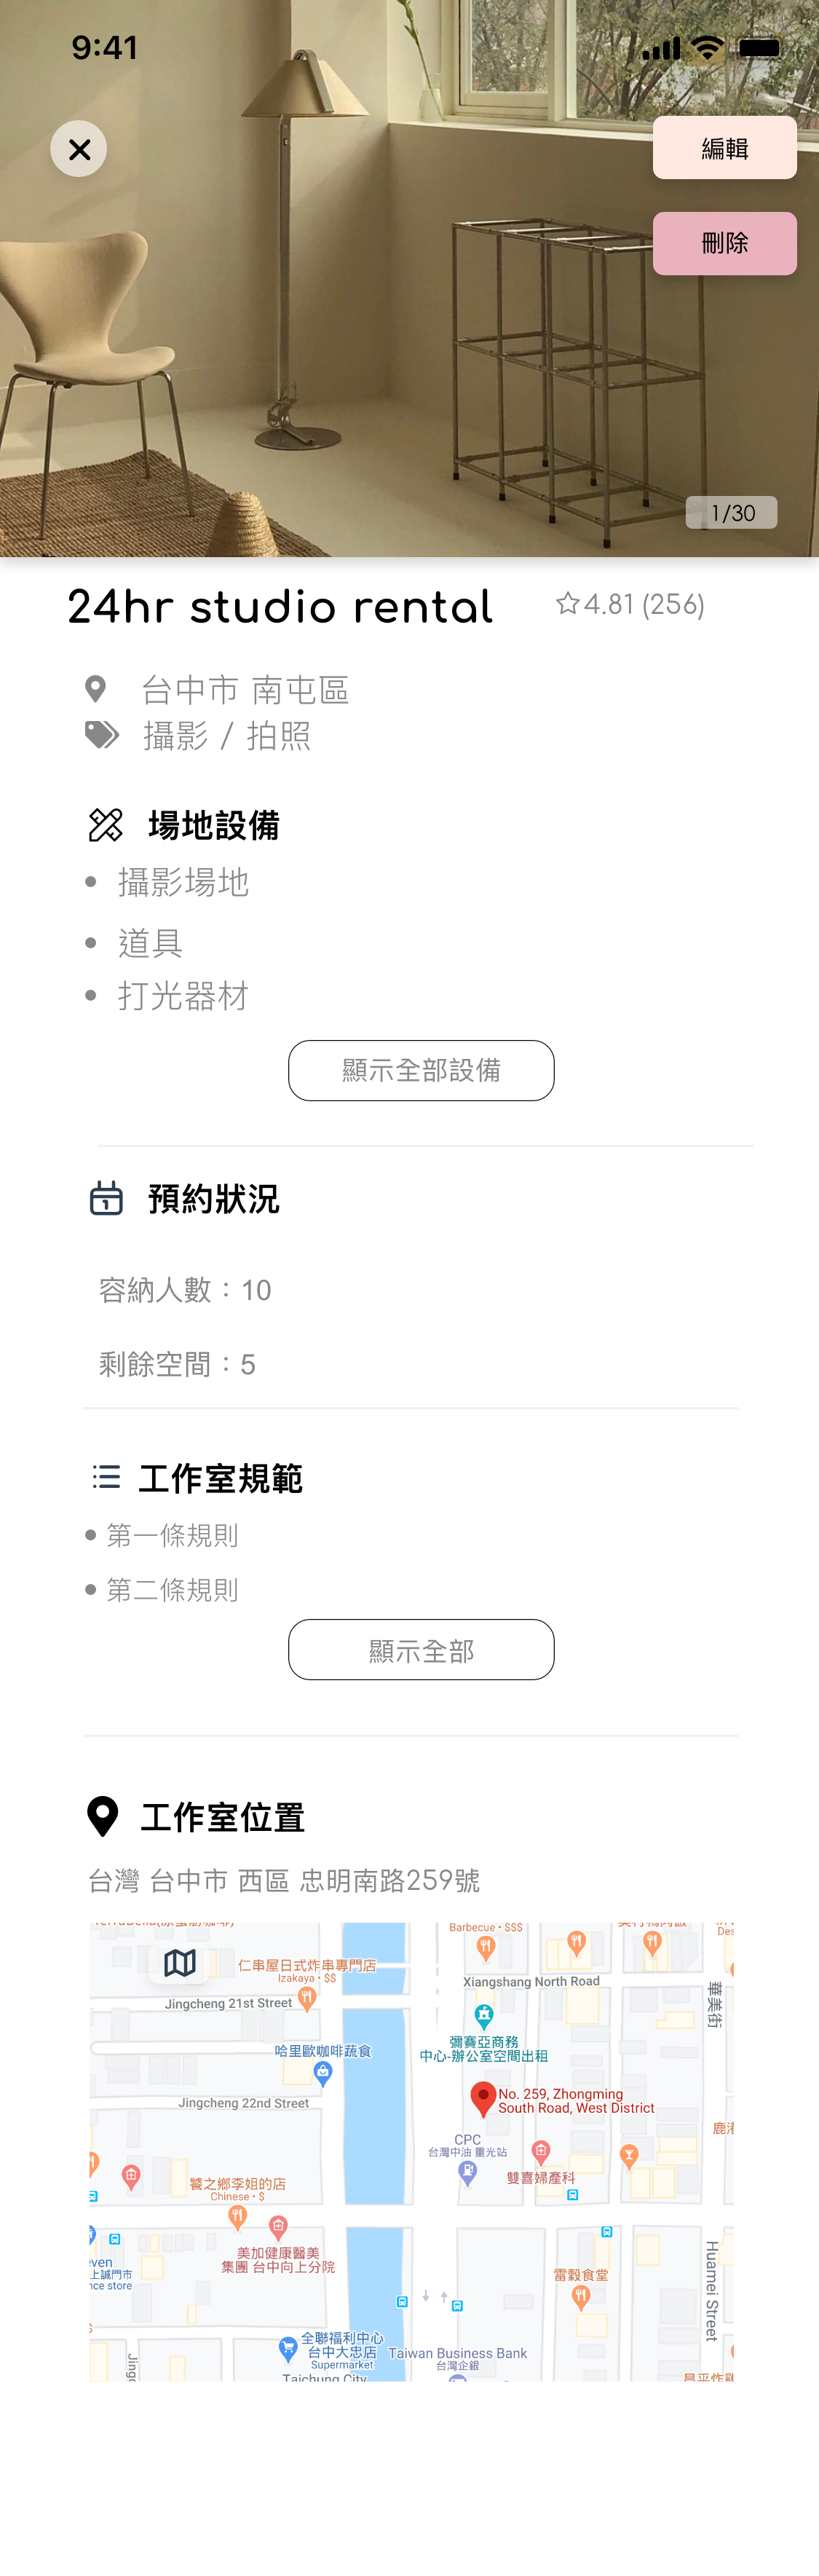 9:41
編輯
刪除
1/30
24hr studio rental
4.81 (256)
台中市 南屯區
攝影 / 拍照
場地設備
攝影場地
道具
打光器材
顯示全部設備
預約狀況
容納人數：10
剩餘空間：5
工作室規範
第一條規則
第二條規則
顯示全部
工作室位置
台灣 台中市 西區 忠明南路259號
Barbecue • $$$
仁串屋日式炸串專門店
Izakaya • $$
Xiangshang North Road
Jingcheng 21st Street
華美街
彌賽亞商務
中心-辦公室空間出租
哈里歐咖啡蔬食
No. 259, Zhongming
South Road, West District
Jingcheng 22nd Street
鹿港
CPC
台灣中油 重光站
雙喜婦產科
饕之鄉李姐的店
Chinese • $
美加健康醫美
集團 台中向上分院
even
上誠門市
nce store
雷穀食堂
Huamei Street
全聯福利中心
台中大忠店
Supermarket
Taiwan Business Bank
台灣企銀
Taichung City
Jing